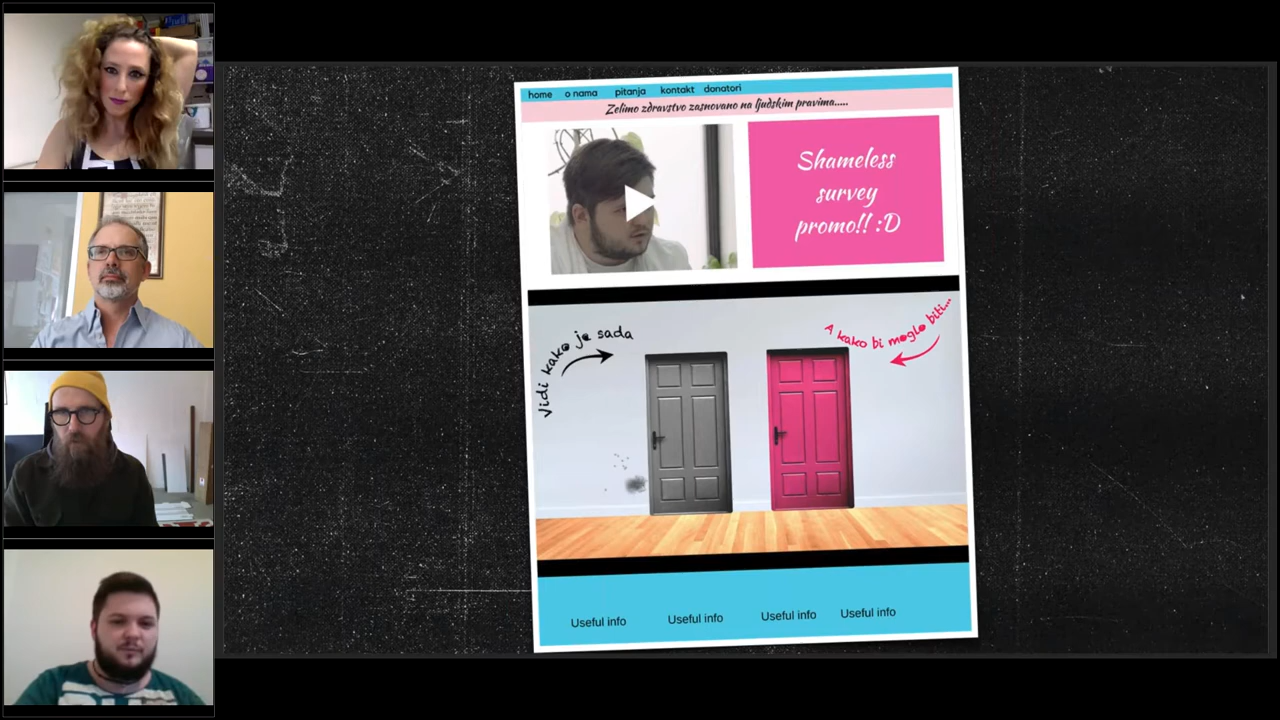 home o nama pitanja kontakt donatori
Zelimo zdravstvo zasnovano na ljudskim pravima.....
Shameless
survey
promo!! :D
Vidi kako je sada
A kako bi moglo biti...
Useful info Useful info Useful info Useful info